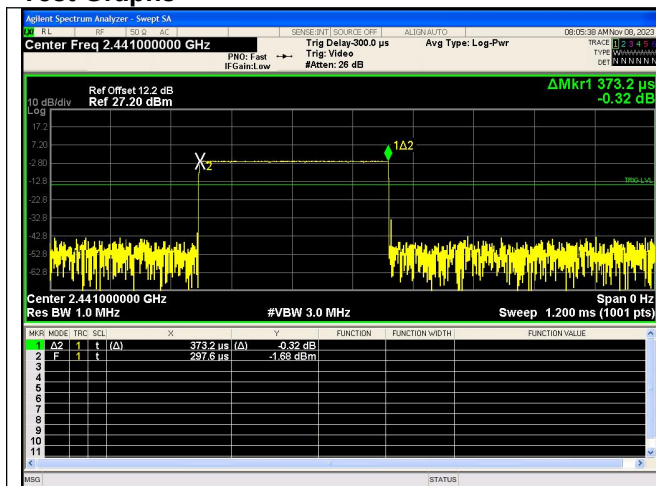 Test Graphs
Agilent Spectrum Analyzer - Swept SA
LXI RL RF 50 Ω AC SENSE:INT SOURCE OFF ALIGN AUTO 08:05:38 AM Nov 08, 2023
Center Freq 2.441000000 GHz
PNO: Fast
IFGain:Low
Trig Delay-300.0 µs
Trig: Video
#Atten: 26 dB
Avg Type: Log-Pwr
TRACE 1 2 3 4 5 6
TYPE
DET N N N N N N
ΔMkr1 373.2 µs
-0.32 dB
Ref Offset 12.2 dB
10 dB/div Ref 27.20 dBm
Log
17.2
7.20
-2.80
-12.8
-22.8
-32.8
-42.8
-52.8
-62.8
X2
1Δ2
TRIG LVL
Center 2.441000000 GHz Span 0 Hz
Res BW 1.0 MHz #VBW 3.0 MHz Sweep 1.200 ms (1001 pts)
MKR MODE TRC SCL X Y FUNCTION FUNCTION WIDTH FUNCTION VALUE
1 Δ2 1 t (Δ) 373.2 µs (Δ) -0.32 dB
2 F 1 t 297.6 µs -1.68 dBm
3
4
5
6
7
8
9
10
11
MSG STATUS